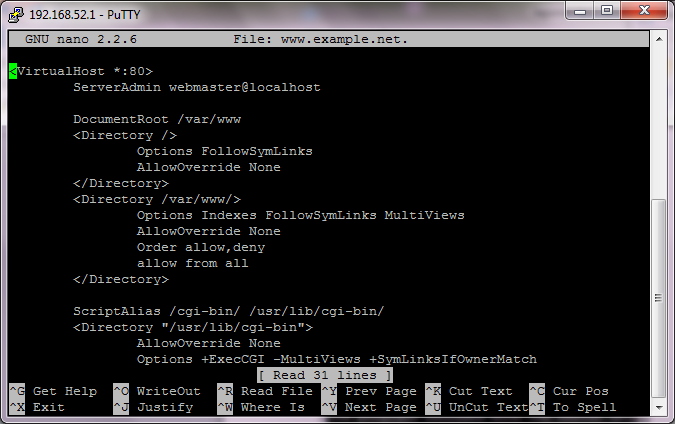 192.168.52.1 - PuTTY
GNU nano 2.2.6 File: www.example.net.
<VirtualHost *:80>
ServerAdmin webmaster@localhost
DocumentRoot /var/www
<Directory />
Options FollowSymLinks
AllowOverride None
</Directory>
<Directory /var/www/>
Options Indexes FollowSymLinks MultiViews
AllowOverride None
Order allow,deny
allow from all
</Directory>
ScriptAlias /cgi-bin/ /usr/lib/cgi-bin/
<Directory "/usr/lib/cgi-bin">
AllowOverride None
Options +ExecCGI -MultiViews +SymLinksIfOwnerMatch
[ Read 31 lines ]
^G Get Help ^O WriteOut ^R Read File ^Y Prev Page ^K Cut Text ^C Cur Pos
^X Exit ^J Justify ^W Where Is ^V Next Page ^U UnCut Text^T To Spell